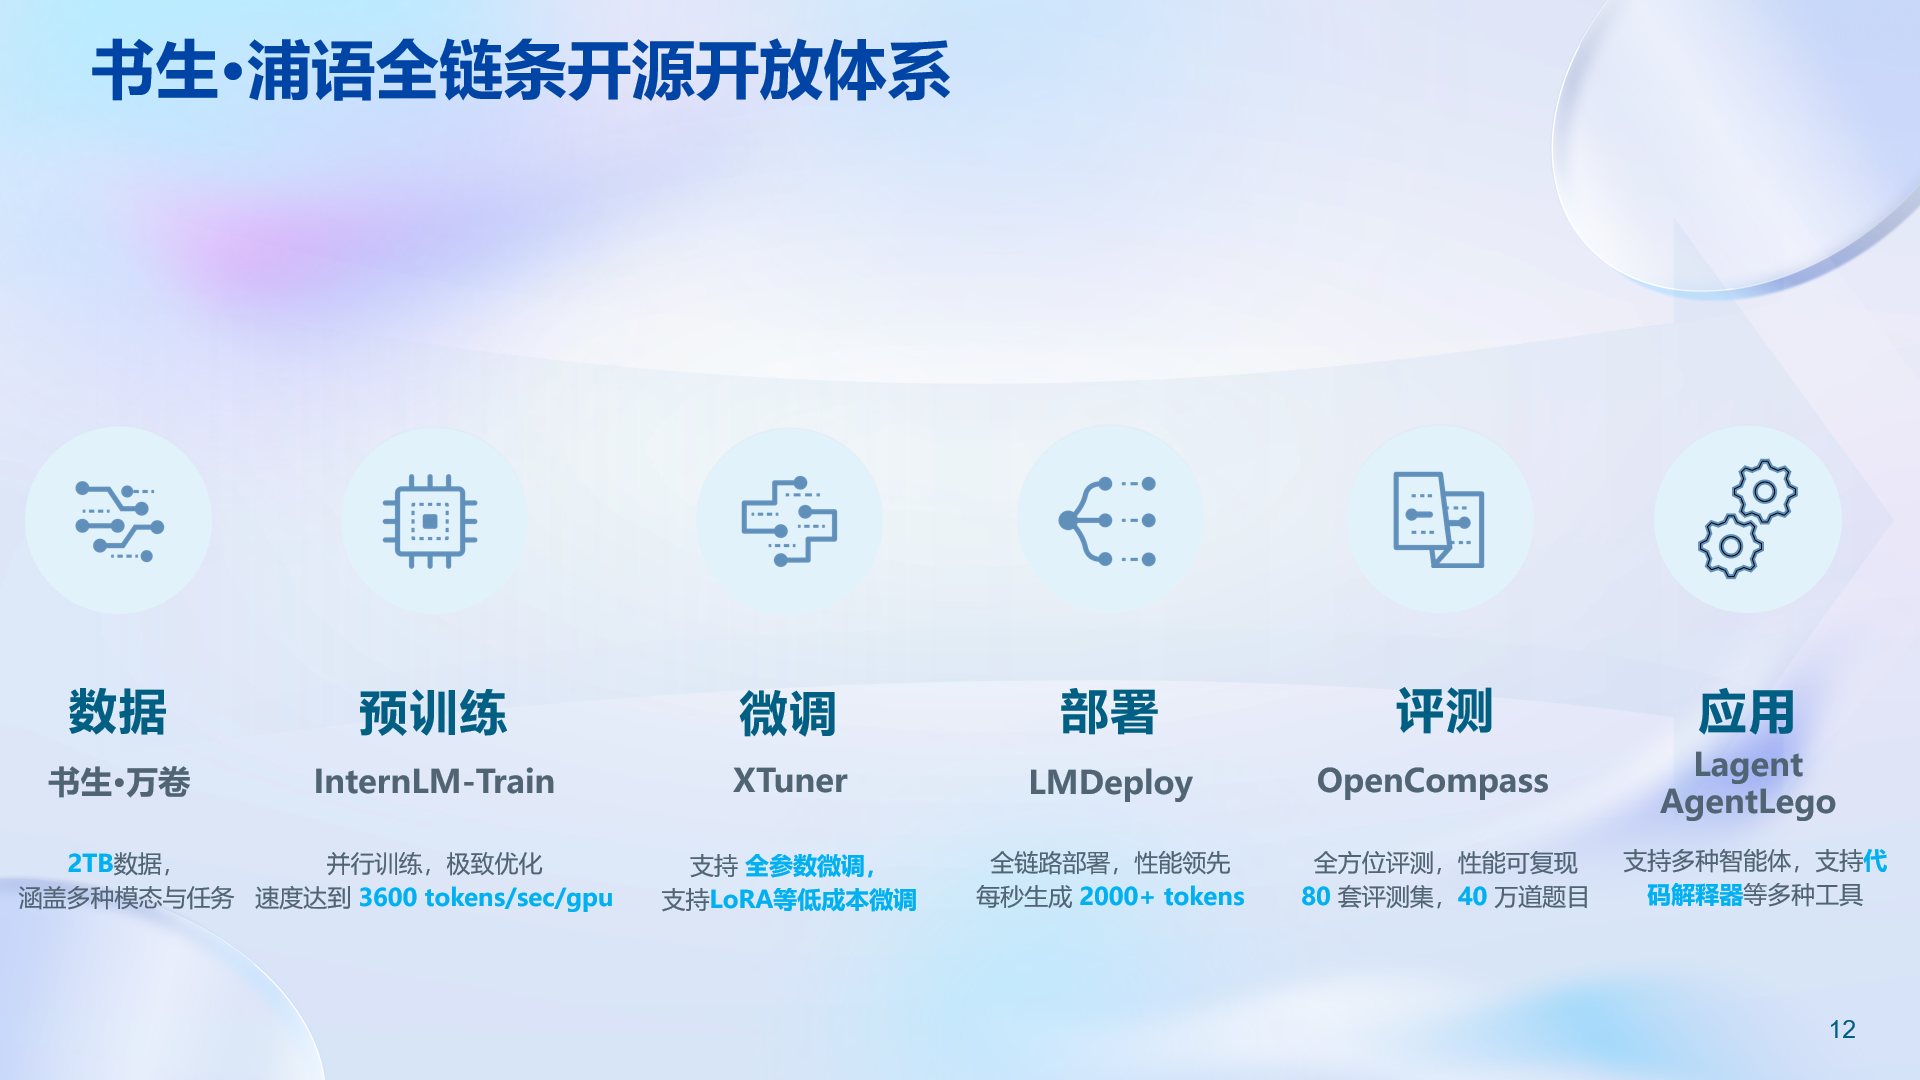 书生·浦语全链条开源开放体系
数据
书生·万卷
2TB数据，
涵盖多种模态与任务
预训练
InternLM-Train
并行训练，极致优化
速度达到 3600 tokens/sec/gpu
微调
XTuner
支持 全参数微调，
支持LoRA等低成本微调
部署
LMDeploy
全链路部署，性能领先
每秒生成 2000+ tokens
评测
OpenCompass
全方位评测，性能可复现
80 套评测集，40 万道题目
应用
Lagent
AgentLego
支持多种智能体，支持代
码解释器等多种工具
12